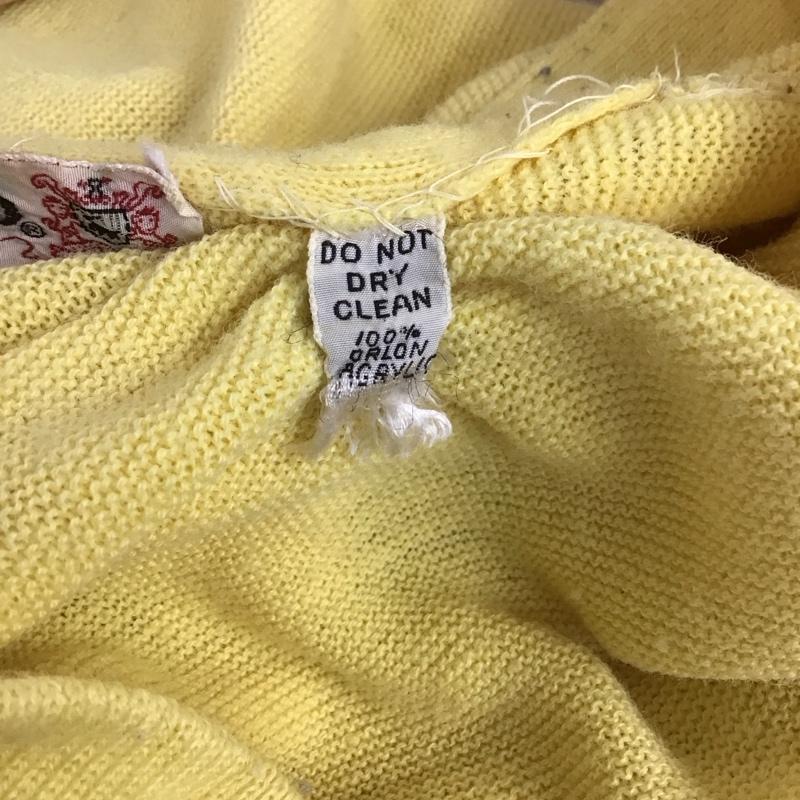 ®
DO NOT
DRY
CLEAN
100%
ORLON
ACRYLIC